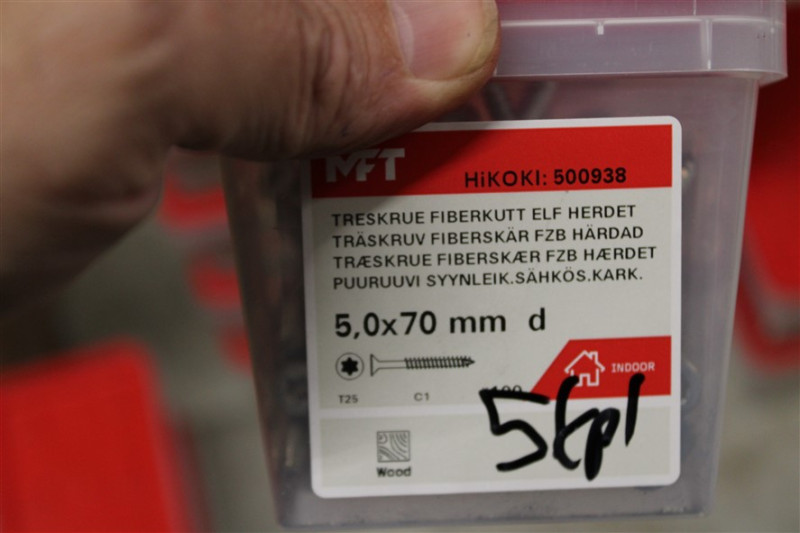 MFT
HiKOKI: 500938
TRESKRUE FIBERKUTT ELF HERDET
TRÄSKRUV FIBERSKÄR FZB HÄRDAD
TRÆSKRUE FIBERSKÆR FZB HÆRDET
PUURUUVI SYYNLEIK.SÄHKÖS.KARK.
5,0x70 mm d
INDOOR
T25 C1
Wood